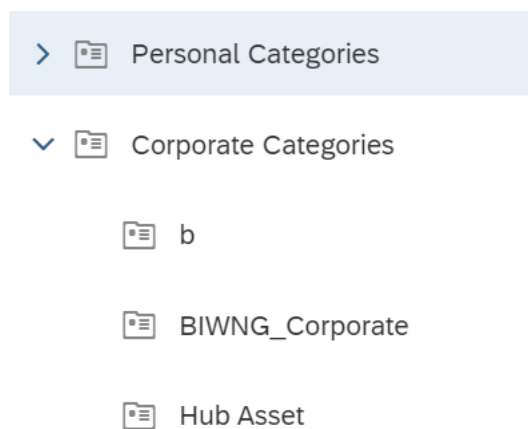 Personal Categories
Corporate Categories
b
BIWNG_Corporate
Hub Asset